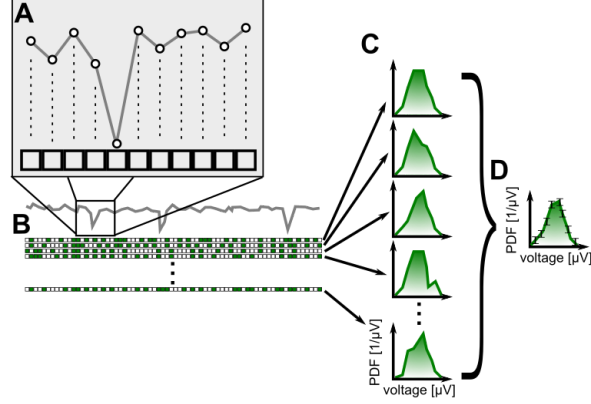 A
C
D
PDF [1/μV]
voltage [μV]
B
PDF [1/μV]
voltage [μV]